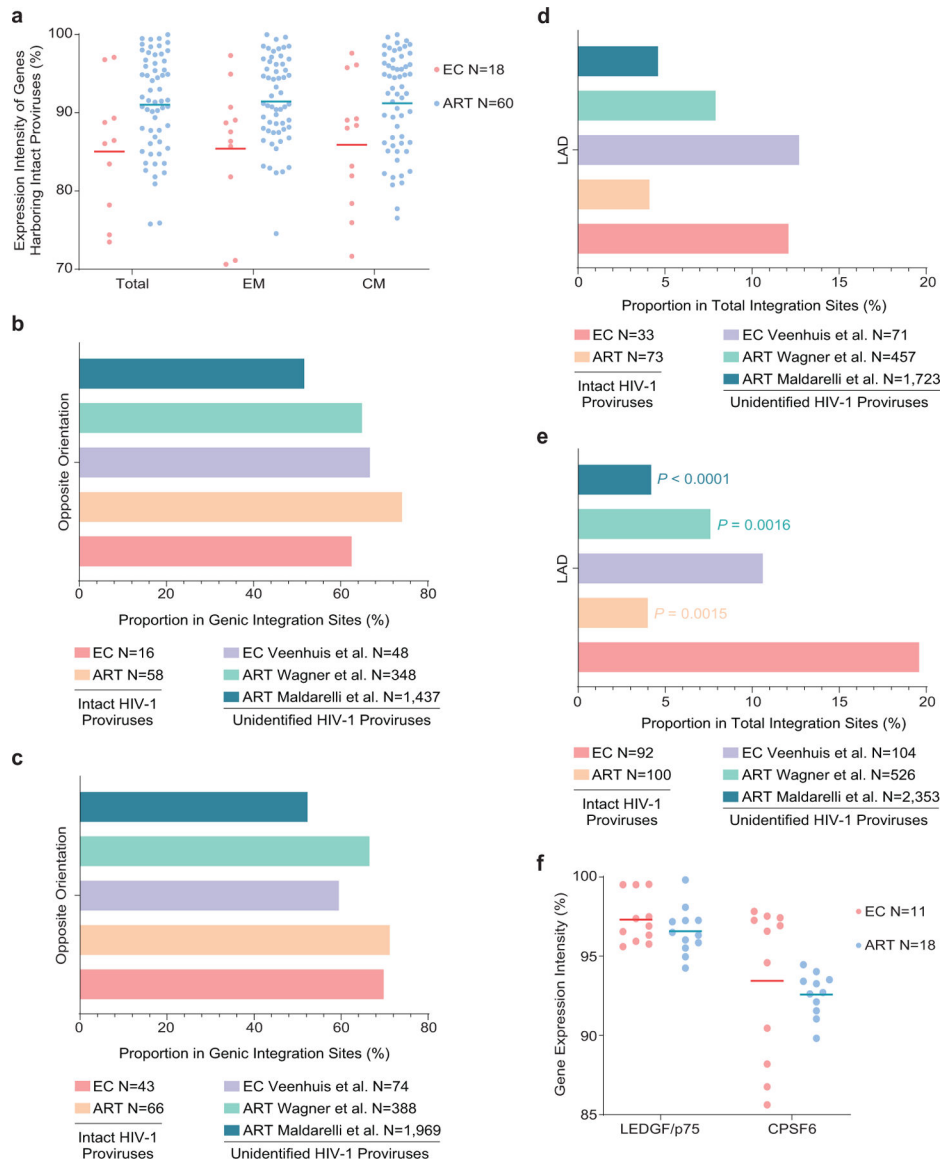 a
Expression Intensity of Genes
Harboring Intact Proviruses (%)
100
90
80
70
Total
EM
CM
EC N=18
ART N=60
b
Opposite Orientation
0
20
40
60
80
Proportion in Genic Integration Sites (%)
EC N=16
ART N=58
Intact HIV-1
Proviruses
EC Veenhuis et al. N=48
ART Wagner et al. N=348
ART Maldarelli et al. N=1,437
Unidentified HIV-1 Proviruses
c
Opposite Orientation
0
20
40
60
80
Proportion in Genic Integration Sites (%)
EC N=43
ART N=66
Intact HIV-1
Proviruses
EC Veenhuis et al. N=74
ART Wagner et al. N=388
ART Maldarelli et al. N=1,969
Unidentified HIV-1 Proviruses
d
LAD
0
5
10
15
20
Proportion in Total Integration Sites (%)
EC N=33
ART N=73
Intact HIV-1
Proviruses
EC Veenhuis et al. N=71
ART Wagner et al. N=457
ART Maldarelli et al. N=1,723
Unidentified HIV-1 Proviruses
e
LAD
P < 0.0001
P = 0.0016
P = 0.0015
0
5
10
15
20
Proportion in Total Integration Sites (%)
EC N=92
ART N=100
Intact HIV-1
Proviruses
EC Veenhuis et al. N=104
ART Wagner et al. N=526
ART Maldarelli et al. N=2,353
Unidentified HIV-1 Proviruses
f
Gene Expression Intensity (%)
100
95
90
85
LEDGF/p75
CPSF6
EC N=11
ART N=18